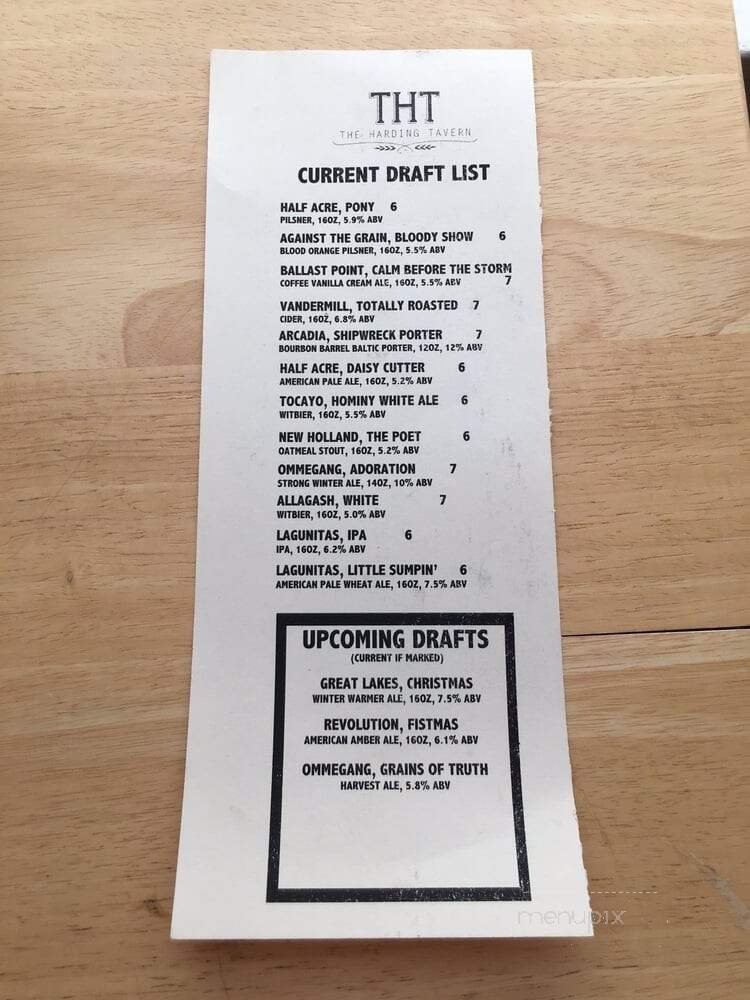 THT
THE HARDING TAVERN
CURRENT DRAFT LIST
HALF ACRE, PONY 6
PILSNER, 16OZ, 5.9% ABV
AGAINST THE GRAIN, BLOODY SHOW 6
BLOOD ORANGE PILSNER, 16OZ, 5.5% ABV
BALLAST POINT, CALM BEFORE THE STORM
COFFEE VANILLA CREAM ALE, 16OZ, 5.5% ABV 7
VANDERMILL, TOTALLY ROASTED 7
CIDER, 16OZ, 6.8% ABV
ARCADIA, SHIPWRECK PORTER 7
BOURBON BARREL BALTIC PORTER, 12OZ, 12% ABV
HALF ACRE, DAISY CUTTER 6
AMERICAN PALE ALE, 16OZ, 5.2% ABV
TOCAYO, HOMINY WHITE ALE 6
WITBIER, 16OZ, 5.5% ABV
NEW HOLLAND, THE POET 6
OATMEAL STOUT, 16OZ, 5.2% ABV
OMMEGANG, ADORATION 7
STRONG WINTER ALE, 14OZ, 10% ABV
ALLAGASH, WHITE 7
WITBIER, 16OZ, 5.0% ABV
LAGUNITAS, IPA 6
IPA, 16OZ, 6.2% ABV
LAGUNITAS, LITTLE SUMPIN' 6
AMERICAN PALE WHEAT ALE, 16OZ, 7.5% ABV
UPCOMING DRAFTS
(CURRENT IF MARKED)
GREAT LAKES, CHRISTMAS
WINTER WARMER ALE, 16OZ, 7.5% ABV
REVOLUTION, FISTMAS
AMERICAN AMBER ALE, 16OZ, 6.1% ABV
OMMEGANG, GRAINS OF TRUTH
HARVEST ALE, 5.8% ABV
menupix